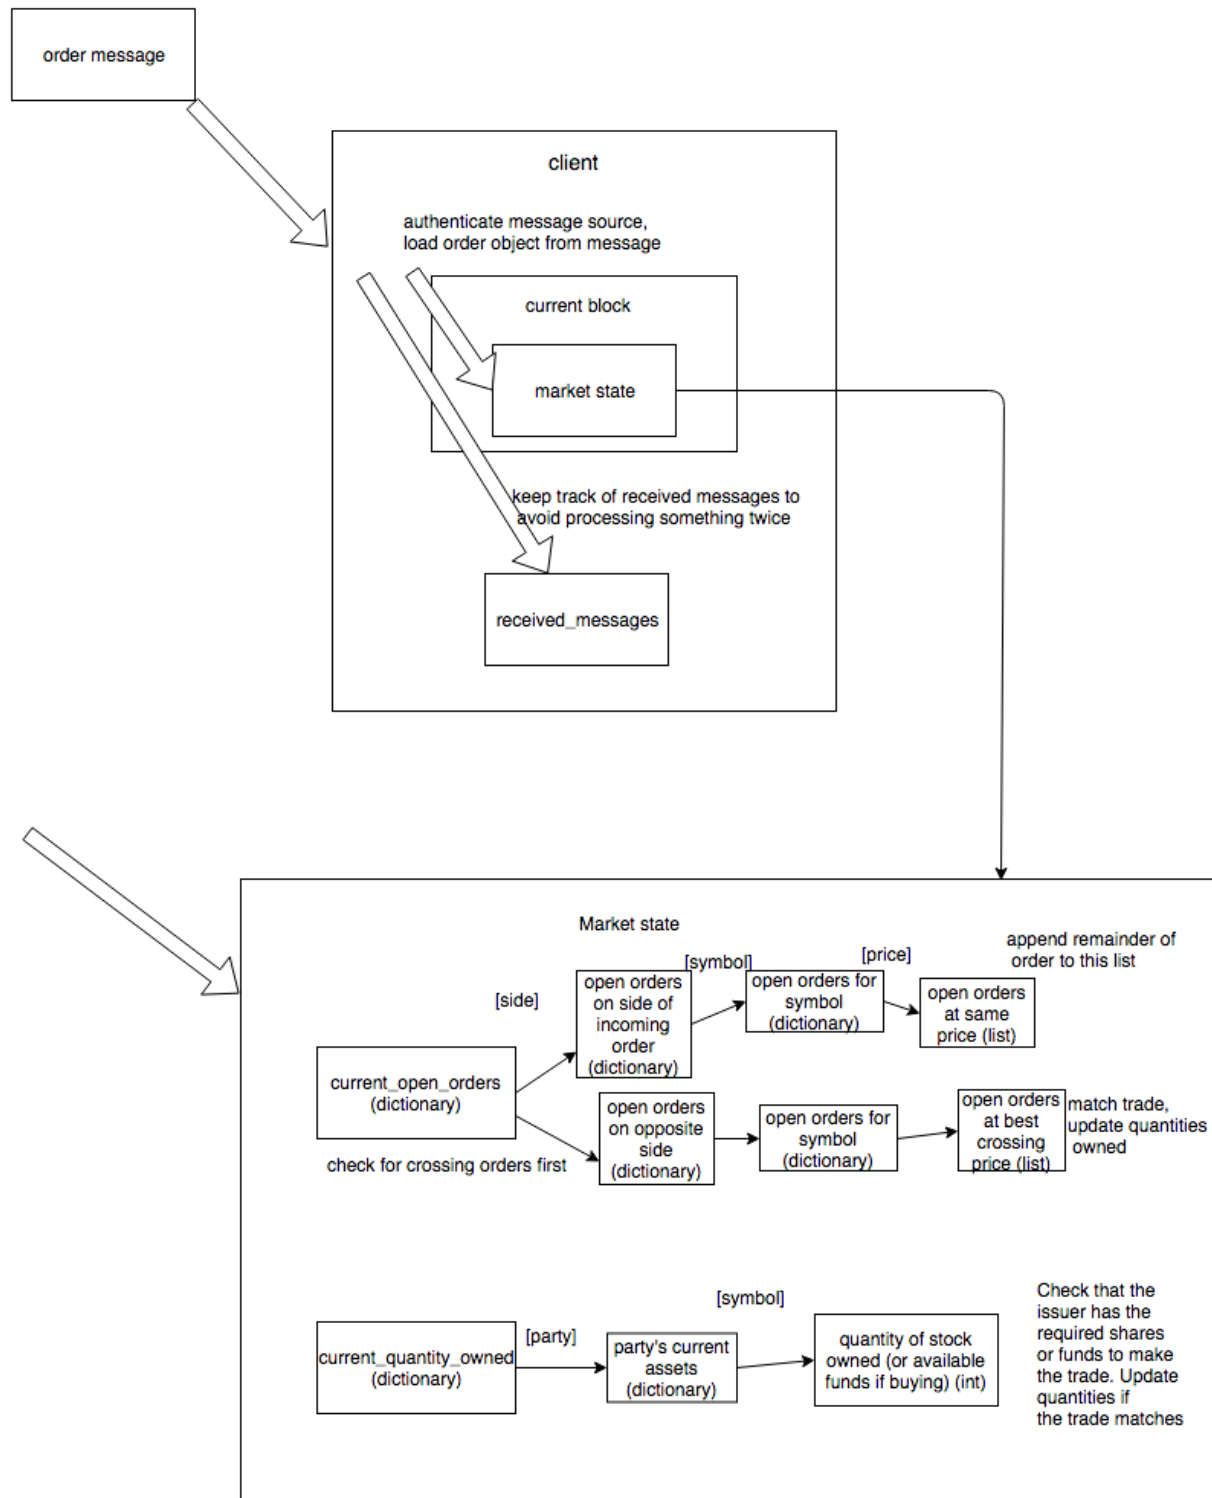 order message
client
authenticate message source,
load order object from message
current block
market state
keep track of received messages to
avoid processing something twice
received_messages
Market state
append remainder of
order to this list
[side]
[symbol]
[price]
open orders
on side of
incoming
order
(dictionary)
open orders for
symbol
(dictionary)
open orders
at same
price (list)
current_open_orders
(dictionary)
check for crossing orders first
open orders
on opposite
side
(dictionary)
open orders for
symbol
(dictionary)
open orders
at best
crossing
price (list)
match trade,
update quantities
owned
current_quantity_owned
(dictionary)
[party]
party's current
assets
(dictionary)
[symbol]
quantity of stock
owned (or available
funds if buying) (int)
Check that the
issuer has the
required shares
or funds to make
the trade. Update
quantities if
the trade matches